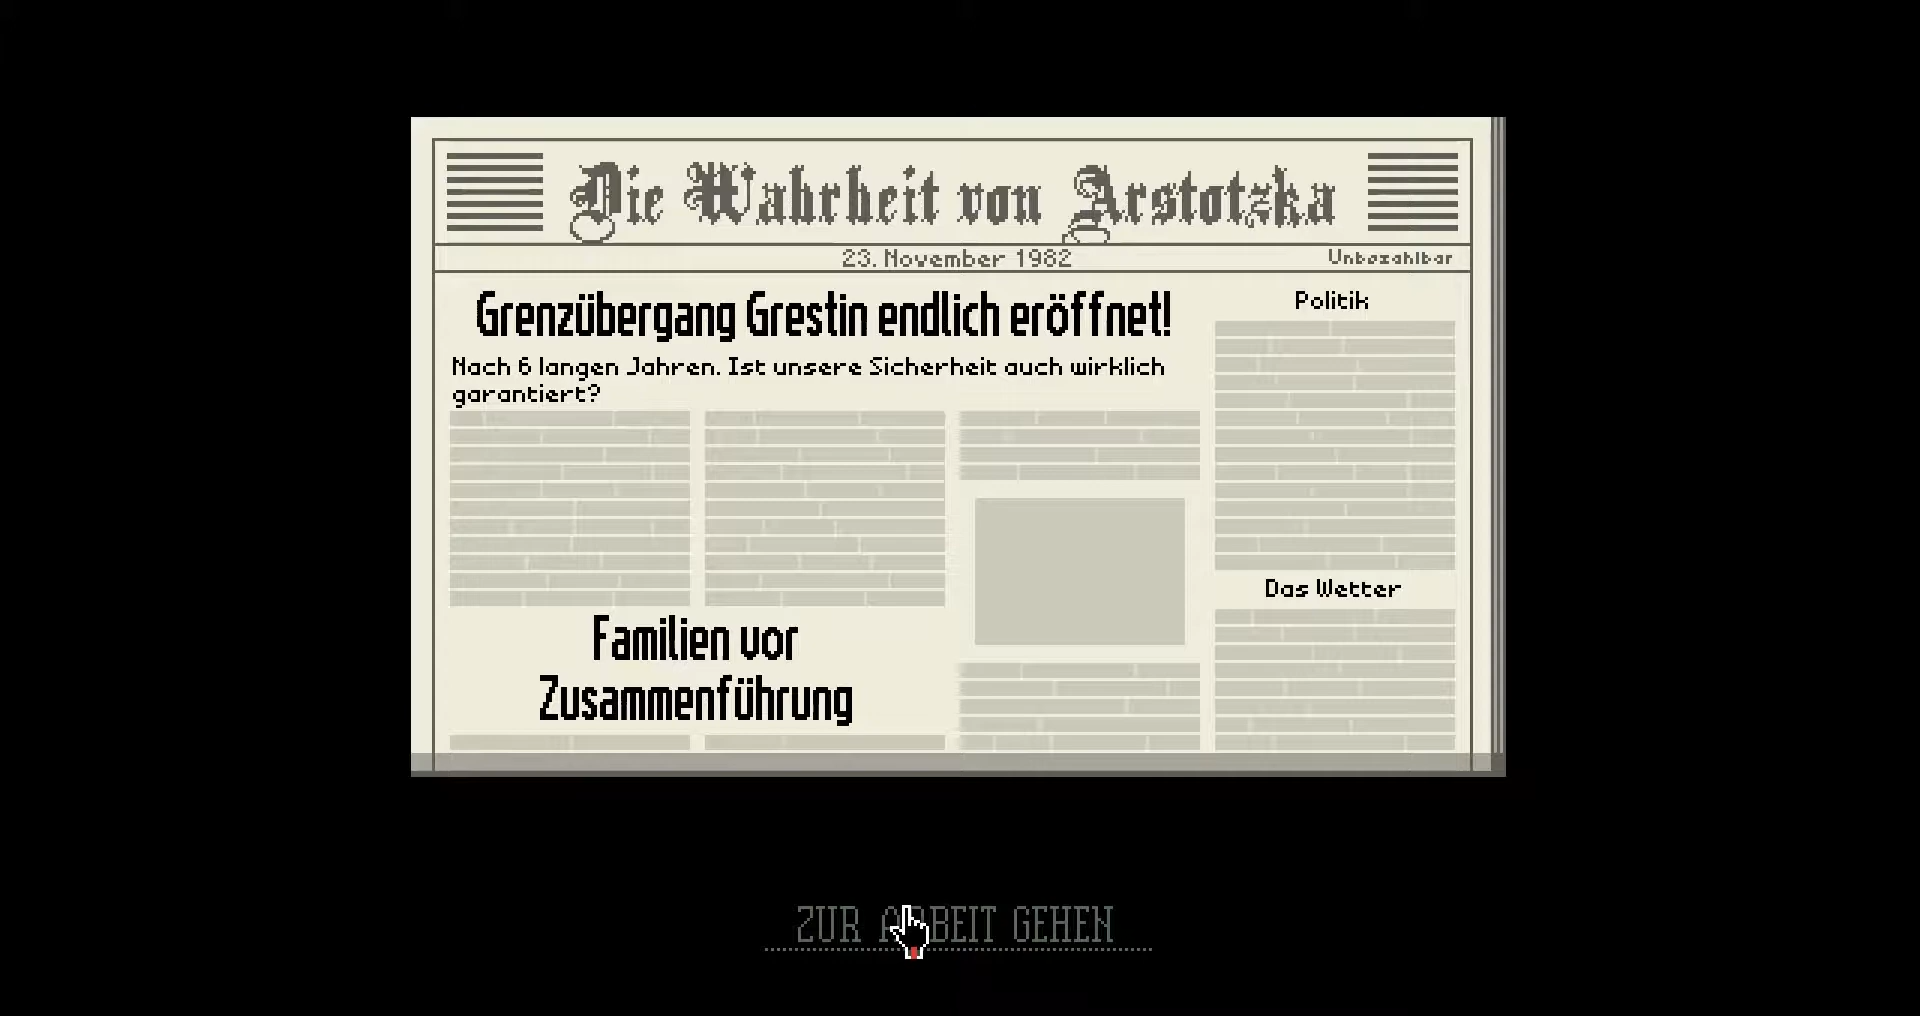 Die Wahrheit von Arstotzka
23. November 1982
Unbezahlbar
Grenzübergang Grestin endlich eröffnet!
Nach 6 langen Jahren. Ist unsere Sicherheit auch wirklich
garantiert?
Familien vor
Zusammenführung
Politik
Das Wetter
ZUR ARBEIT GEHEN